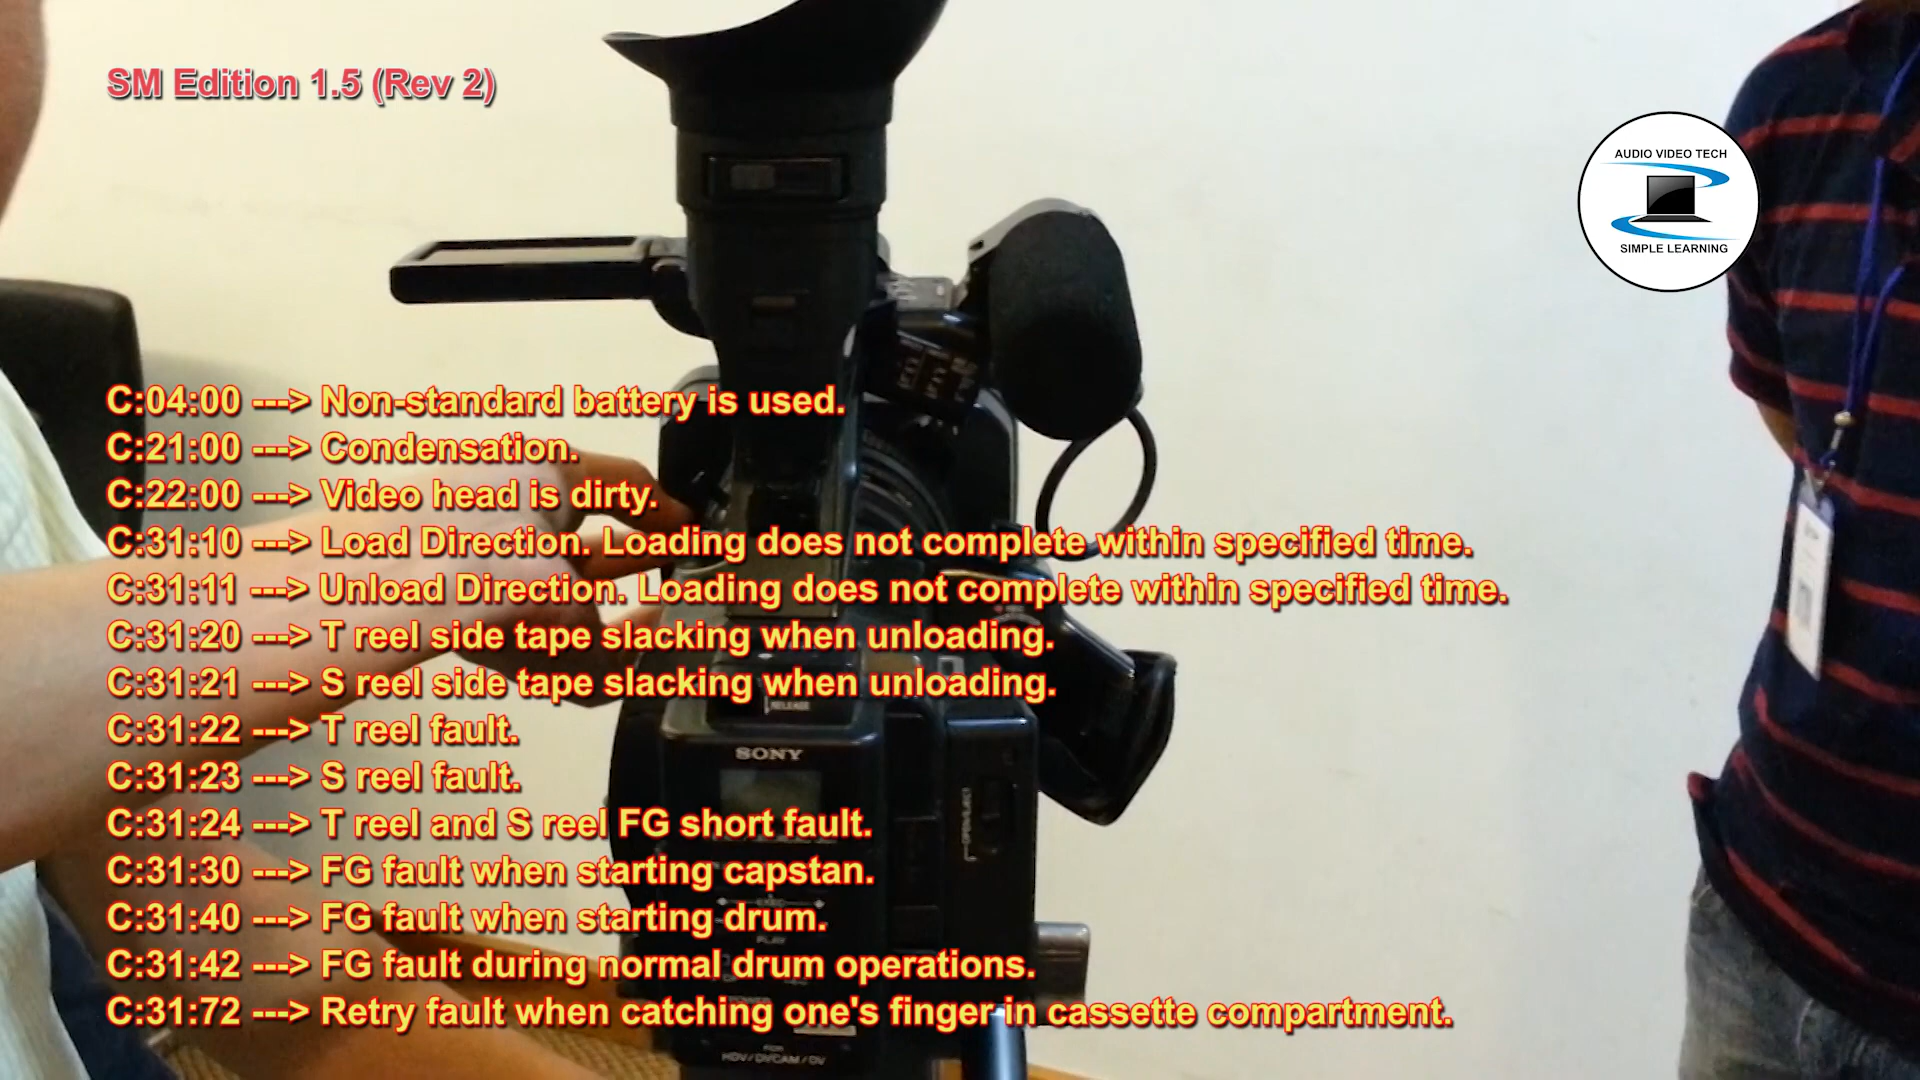 SM Edition 1.5 (Rev 2)
AUDIO VIDEO TECH
SIMPLE LEARNING
C:04:00 ---> Non-standard battery is used.
C:21:00 ---> Condensation.
C:22:00 ---> Video head is dirty.
C:31:10 ---> Load Direction. Loading does not complete within specified time.
C:31:11 ---> Unload Direction. Loading does not complete within specified time.
C:31:20 ---> T reel side tape slacking when unloading.
C:31:21 ---> S reel side tape slacking when unloading.
RELEASE
C:31:22 ---> T reel fault.
SONY
C:31:23 ---> S reel fault.
C:31:24 ---> T reel and S reel FG short fault.
C:31:30 ---> FG fault when starting capstan.
C:31:40 ---> FG fault when starting drum.
PLAY
C:31:42 ---> FG fault during normal drum operations.
C:31:72 ---> Retry fault when catching one's finger in cassette compartment.
HDV/DVCAM/DV